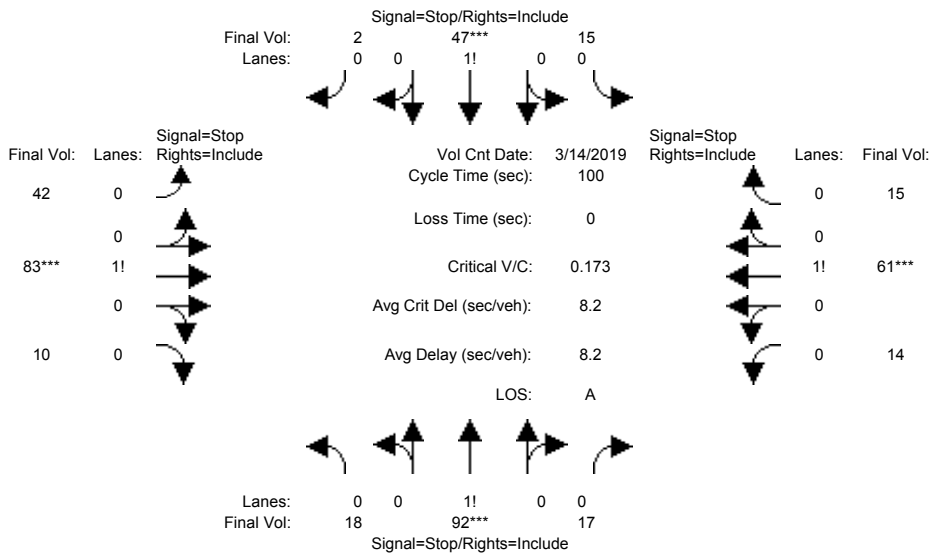 Signal=Stop/Rights=Include
Final Vol: 2 47*** 15
Lanes: 0 0 1! 0 0
Signal=Stop Signal=Stop
Final Vol: Lanes: Rights=Include Vol Cnt Date: 3/14/2019 Rights=Include Lanes: Final Vol:
Cycle Time (sec): 100
42 0 0 15
Loss Time (sec): 0
0 0
83*** 1! Critical V/C: 0.173 1! 61***
0 Avg Crit Del (sec/veh): 8.2 0
10 0 Avg Delay (sec/veh): 8.2 0 14
LOS: A
Lanes: 0 0 1! 0 0
Final Vol: 18 92*** 17
Signal=Stop/Rights=Include